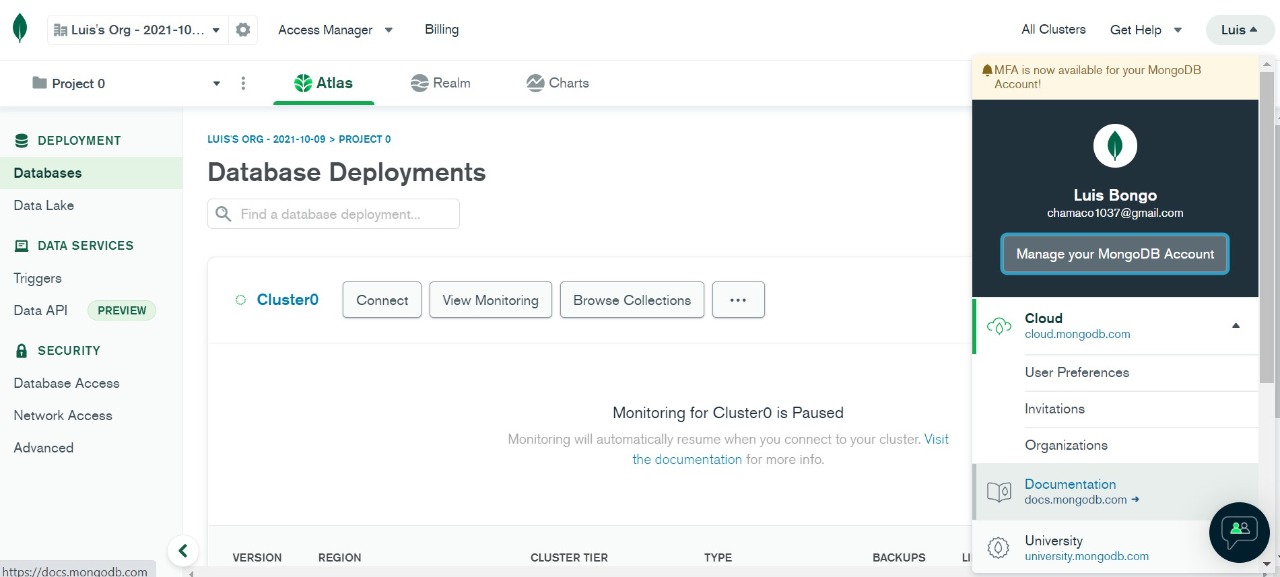 Luis's Org - 2021-10...
Access Manager
Billing
All Clusters
Get Help
Luis
Project 0
Atlas
Realm
Charts
MFA is now available for your MongoDB
Account!
Luis Bongo
chamaco1037@gmail.com
Manage your MongoDB Account
Cloud
cloud.mongodb.com
User Preferences
Invitations
Organizations
Documentation
docs.mongodb.com →
University
university.mongodb.com
DEPLOYMENT
Databases
Data Lake
DATA SERVICES
Triggers
Data API PREVIEW
SECURITY
Database Access
Network Access
Advanced
LUIS'S ORG - 2021-10-09 > PROJECT 0
Database Deployments
Find a database deployment...
Cluster0
Connect
View Monitoring
Browse Collections
...
Monitoring for Cluster0 is Paused
Monitoring will automatically resume when you connect to your cluster. Visit
the documentation for more info.
VERSION REGION CLUSTER TIER TYPE BACKUPS
https://docs.mongodb.com